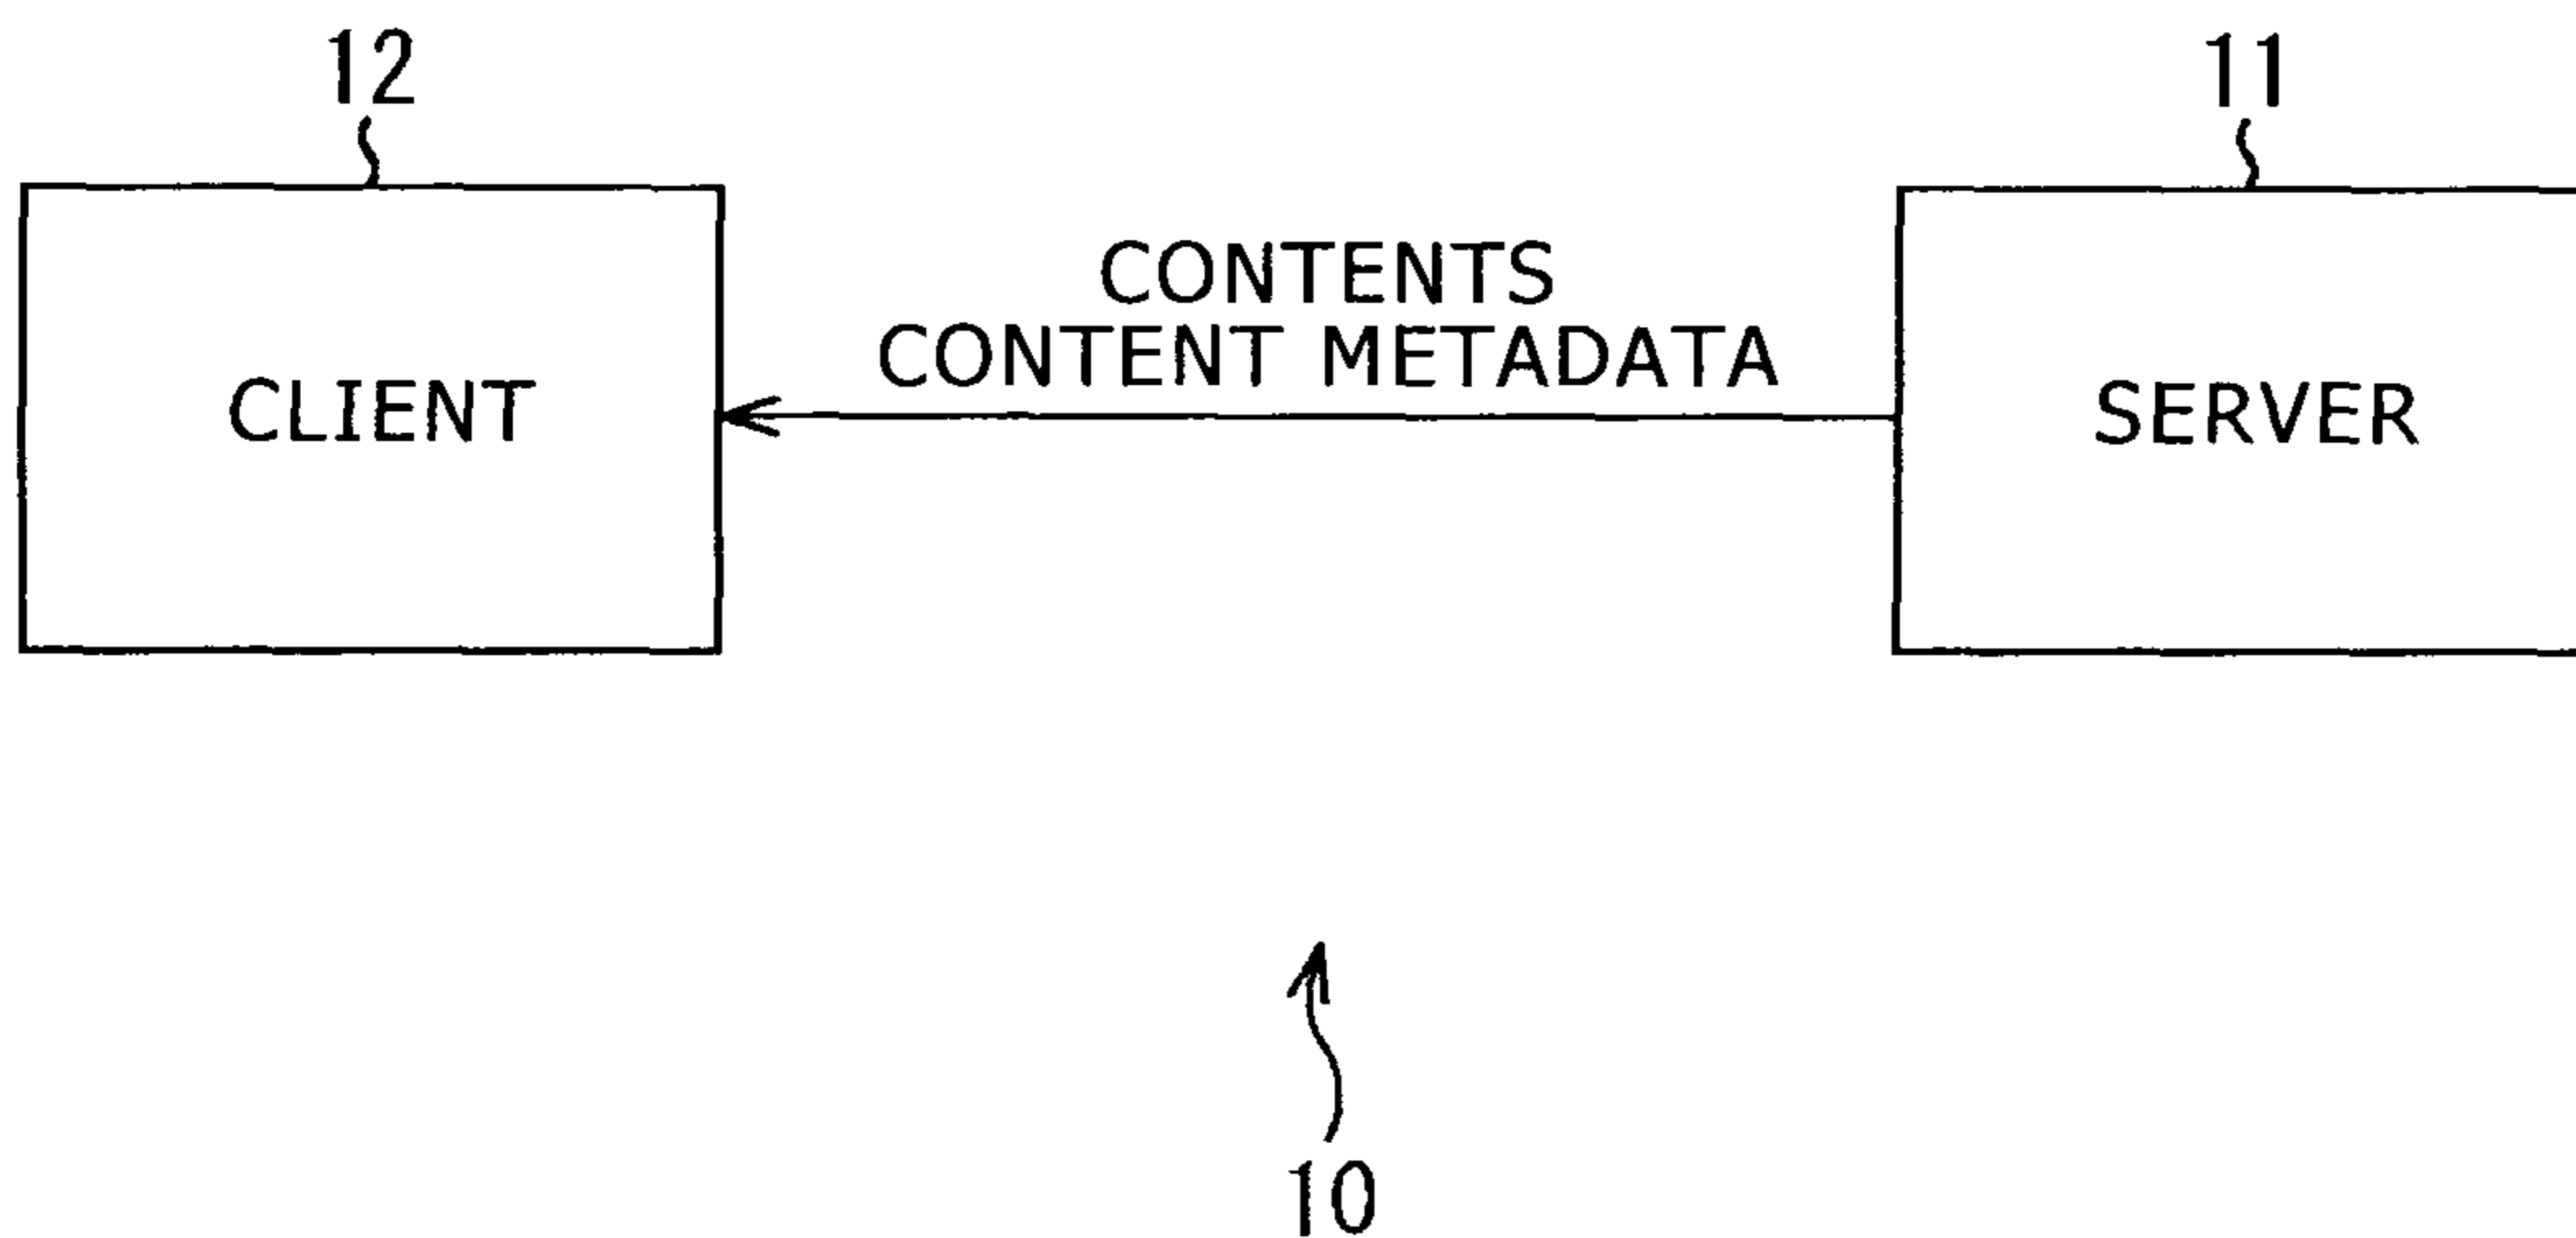 12
11
CONTENTS
CONTENT METADATA
CLIENT
SERVER
10